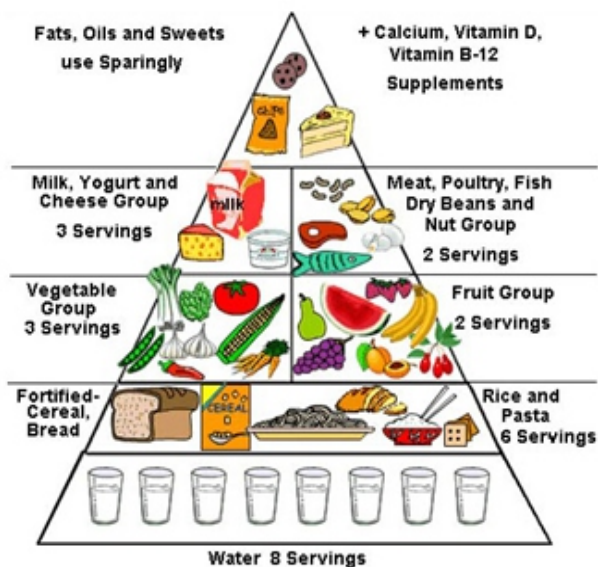 Fats, Oils and Sweets
use Sparingly
+ Calcium, Vitamin D,
Vitamin B-12
Supplements
CHIPS
Milk, Yogurt and
Cheese Group
3 Servings
milk
Meat, Poultry, Fish
Dry Beans and
Nut Group
2 Servings
Vegetable
Group
3 Servings
Fruit Group
2 Servings
Fortified-
Cereal,
Bread
CEREAL
Rice and
Pasta
6 Servings
Water 8 Servings